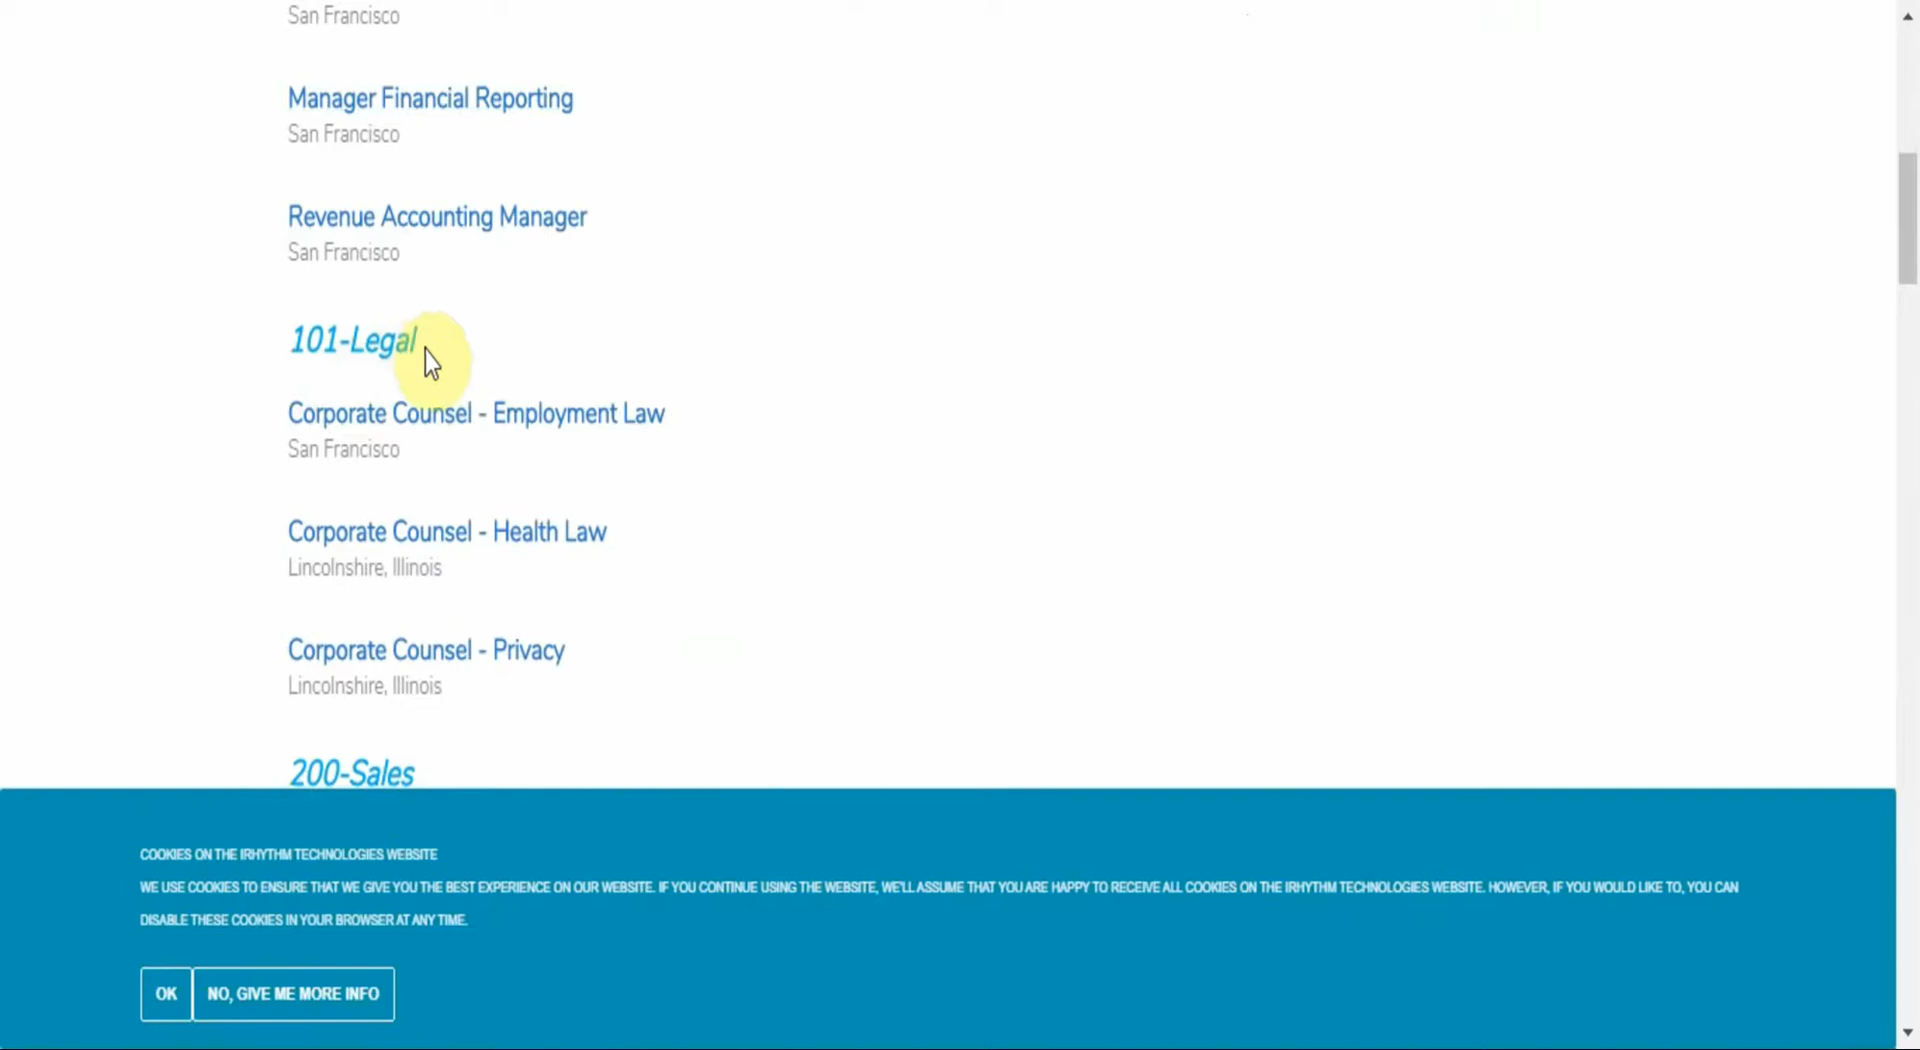 San Francisco
Manager Financial Reporting
San Francisco
Revenue Accounting Manager
San Francisco
101-Legal
Corporate Counsel - Employment Law
San Francisco
Corporate Counsel - Health Law
Lincolnshire, Illinois
Corporate Counsel - Privacy
Lincolnshire, Illinois
200-Sales
COOKIES ON THE IRHYTHM TECHNOLOGIES WEBSITE
WE USE COOKIES TO ENSURE THAT WE GIVE YOU THE BEST EXPERIENCE ON OUR WEBSITE. IF YOU CONTINUE USING THE WEBSITE, WE'LL ASSUME THAT YOU ARE HAPPY TO RECEIVE ALL COOKIES ON THE IRHYTHM TECHNOLOGIES WEBSITE. HOWEVER, IF YOU WOULD LIKE TO, YOU CAN
DISABLE THESE COOKIES IN YOUR BROWSER AT ANY TIME.
OK NO, GIVE ME MORE INFO